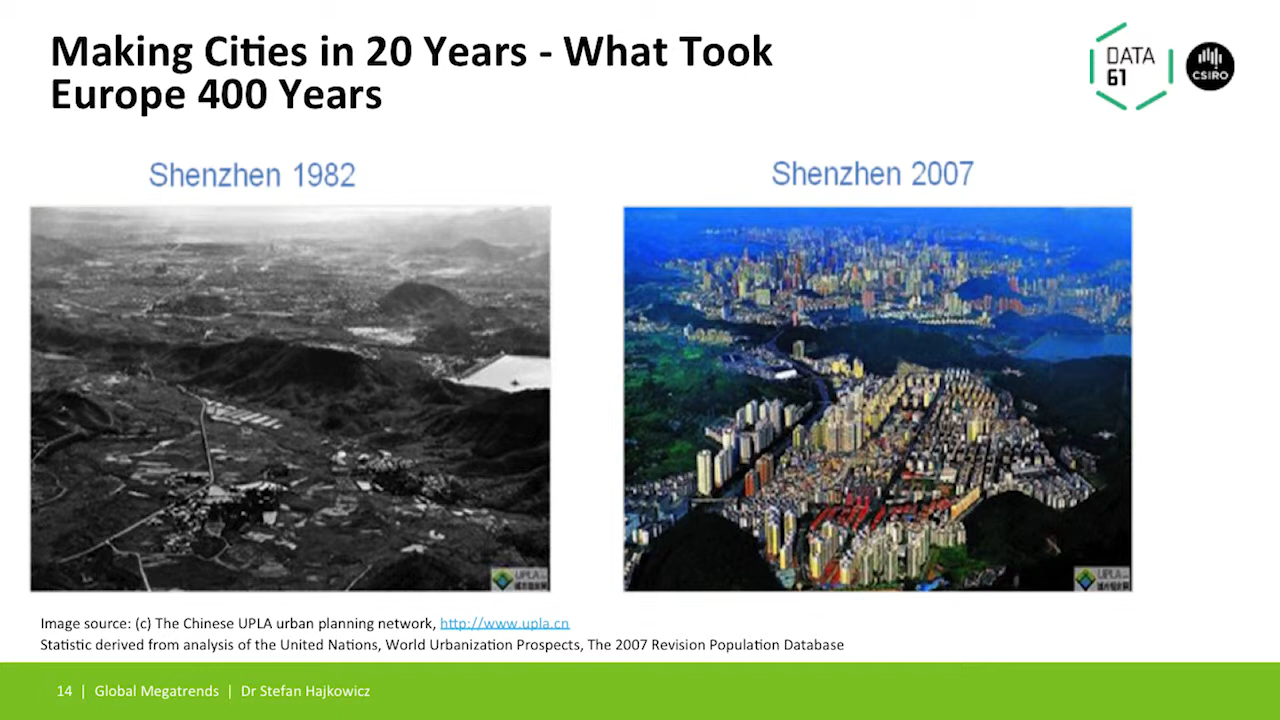 Making Cities in 20 Years - What Took
Europe 400 Years
DATA
61
CSIRO
Shenzhen 1982
Shenzhen 2007
UPLA
UPLA
Image source: (c) The Chinese UPLA urban planning network, http://www.upla.cn
Statistic derived from analysis of the United Nations, World Urbanization Prospects, The 2007 Revision Population Database
14 | Global Megatrends | Dr Stefan Hajkowicz